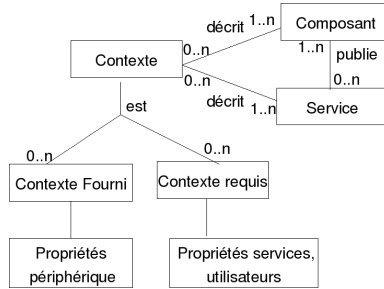 Composant
décrit 1..n
0..n
1..n
publie
Contexte
0..n
0..n
décrit 1..n
Service
est
0..n
0..n
Contexte Fourni
Contexte requis
Propriétés
périphérique
Propriétés services,
utilisateurs